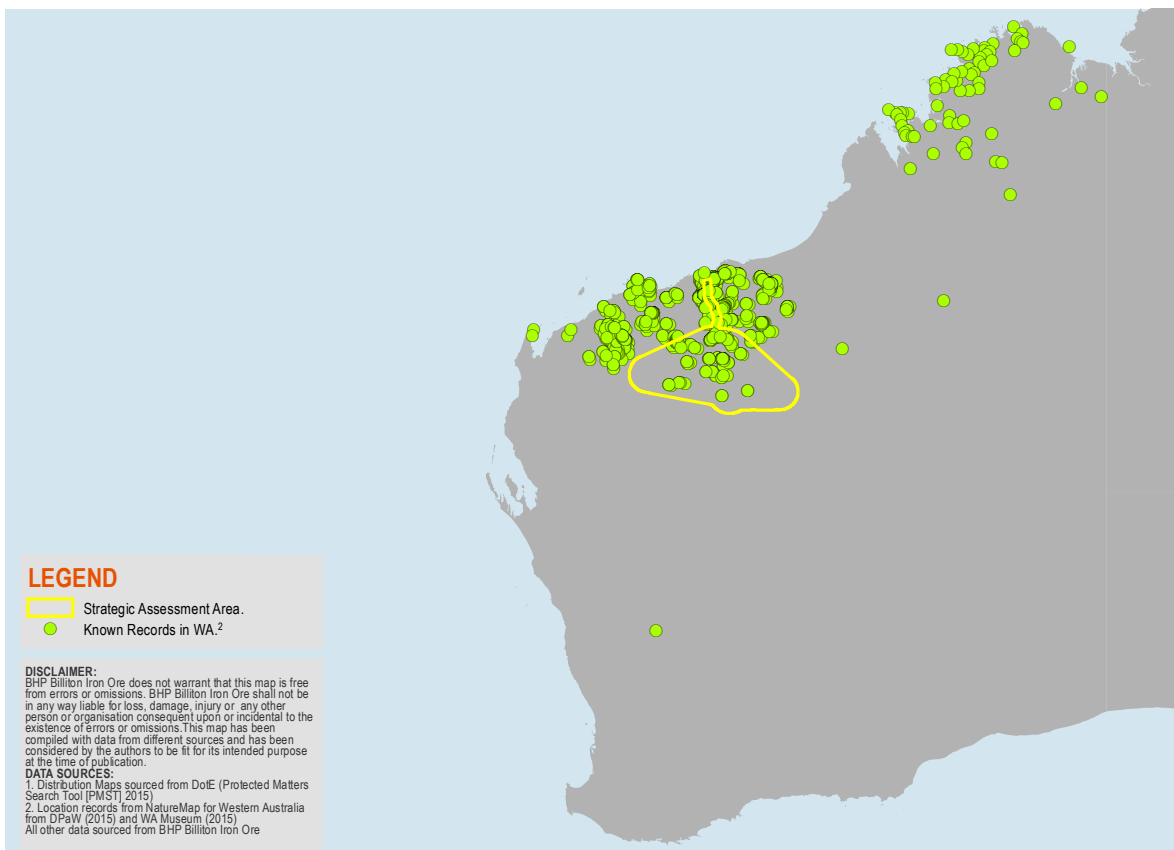 LEGEND
Strategic Assessment Area.
Known Records in WA.2
DISCLAIMER:
BHP Billiton Iron Ore does not warrant that this map is free
from errors or omissions. BHP Billiton Iron Ore shall not be
in any way liable for loss, damage, injury or any other
person or organisation consequent upon or incidental to the
existence of errors or omissions.This map has been
compiled with data from different sources and has been
considered by the authors to be fit for its intended purpose
at the time of publication.
DATA SOURCES:
1. Distribution Maps sourced from DotE (Protected Matters
Search Tool [PMST] 2015)
2. Location records from NatureMap for Western Australia
from DPaW (2015) and WA Museum (2015)
All other data sourced from BHP Billiton Iron Ore